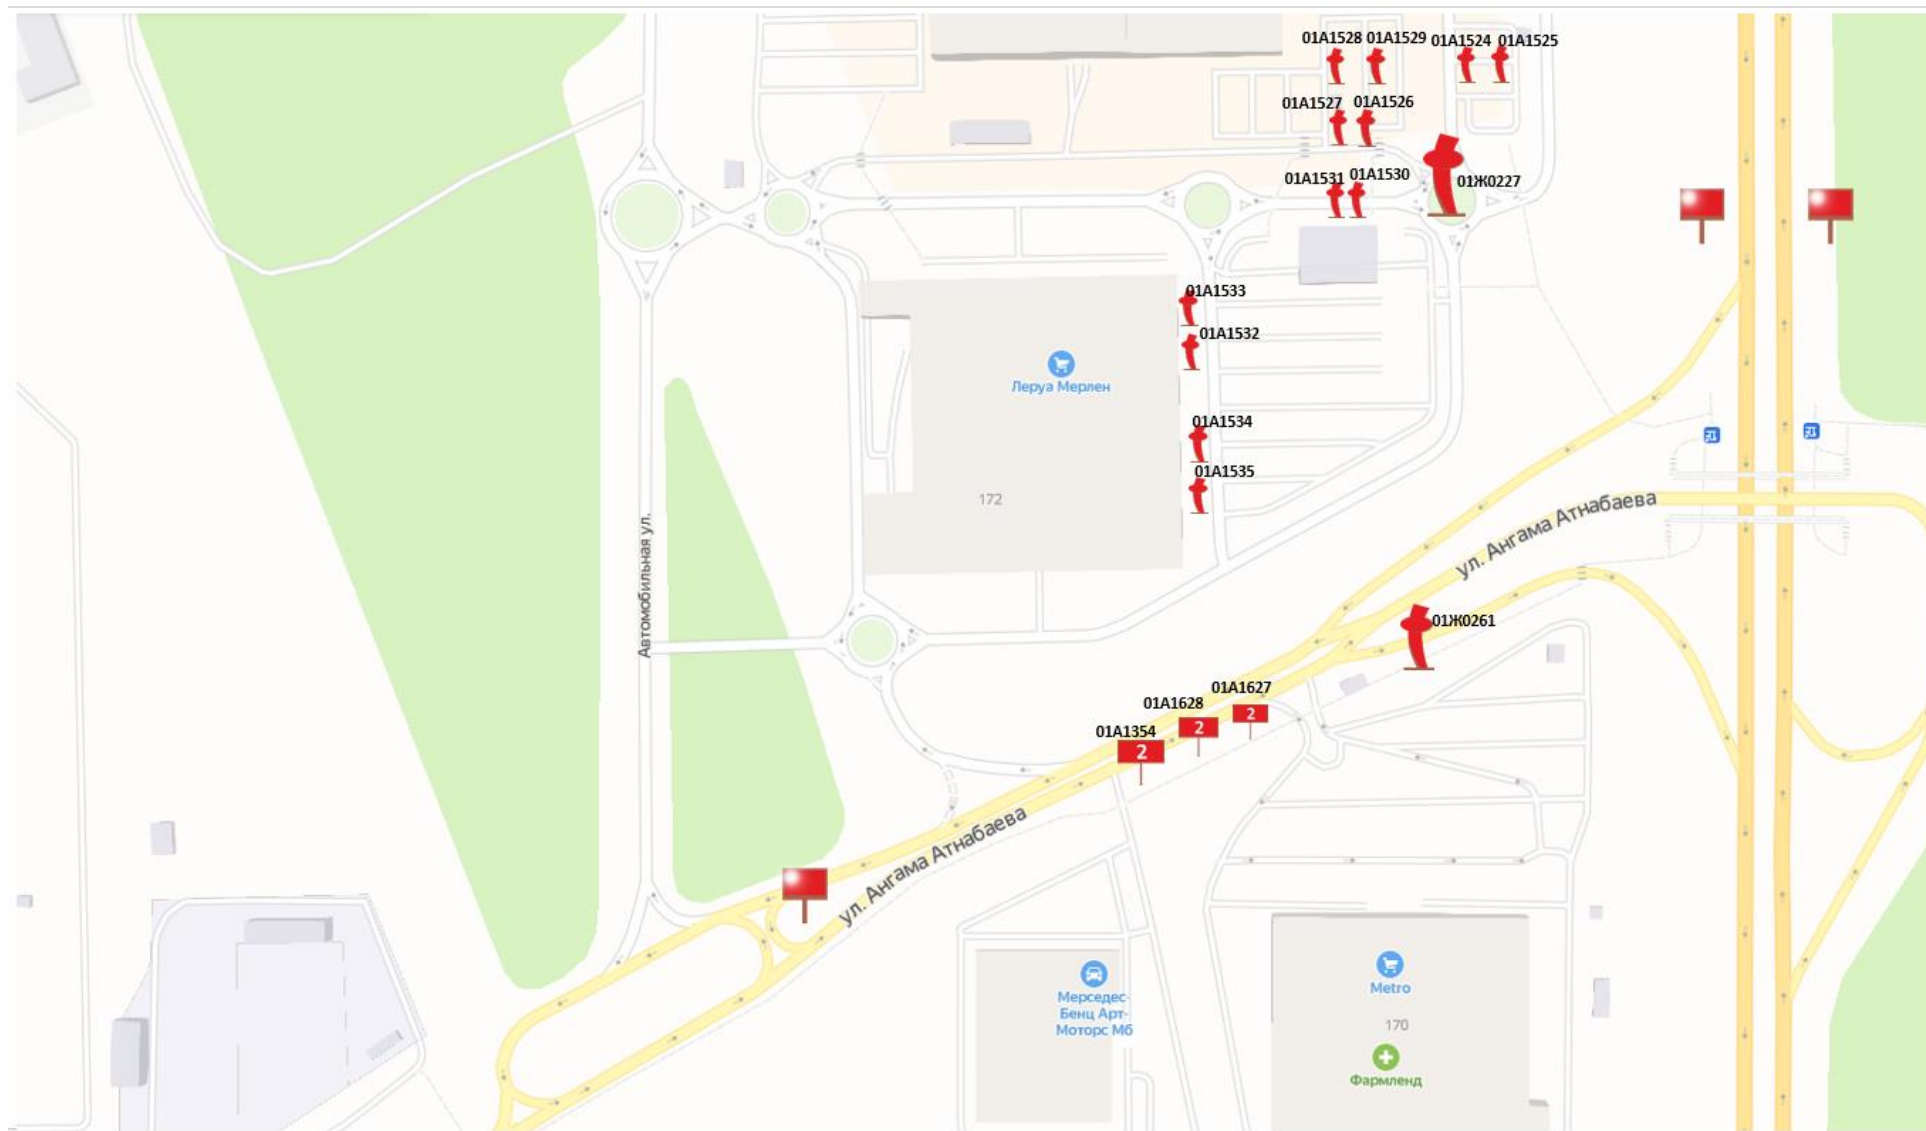 01А1528 01А1529 01А1524 01А1525
01А1527 01А1526
01А1531 01А1530
01Ж0227
01А1533
01А1532
Леруа Мерлен
01А1534
01А1535
172
ул. Ангама Атнабаева
Автомобильная ул.
01Ж0261
01А1627
01А1628
01А1354
2
2
2
ул. Ангама Атнабаева
Мерседес-
Бенц Арт-
Моторс Мб
Metro
170
Фармленд